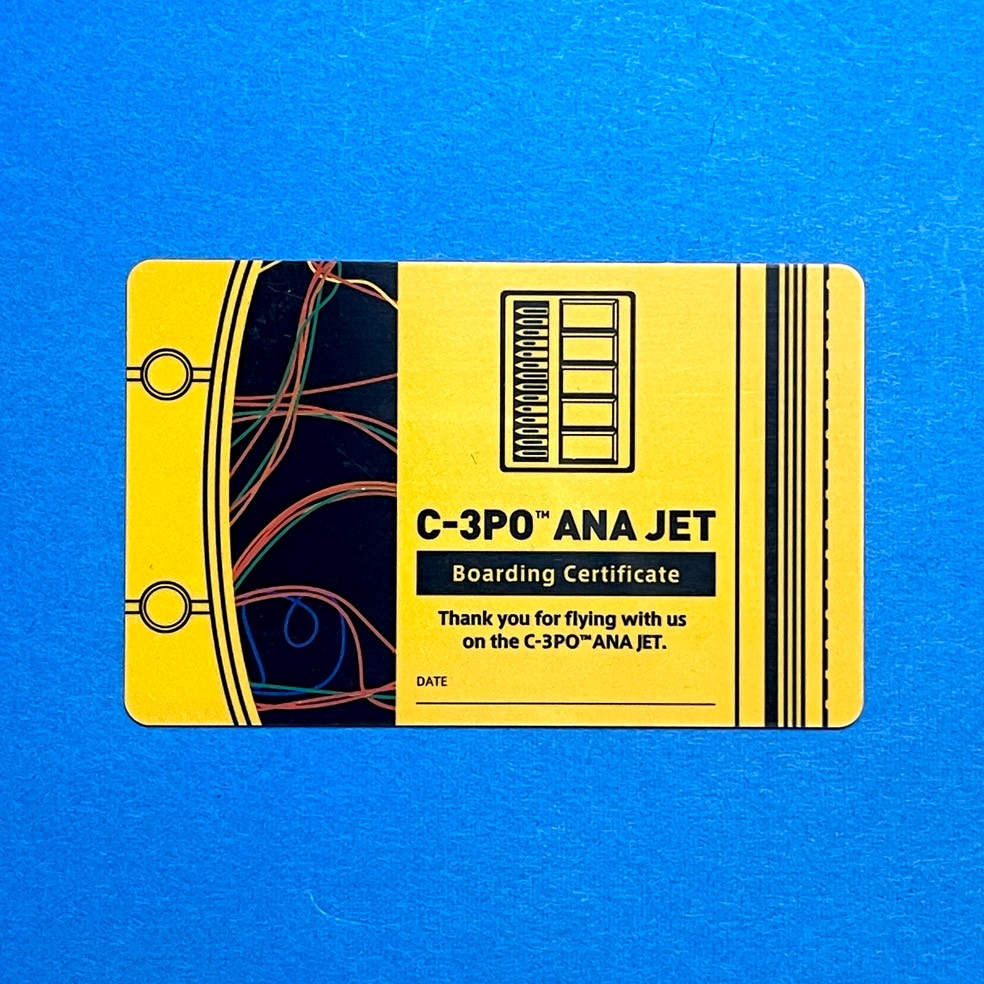 C-3PO™ ANA JET
Boarding Certificate
Thank you for flying with us
on the C-3PO™ANA JET.
DATE